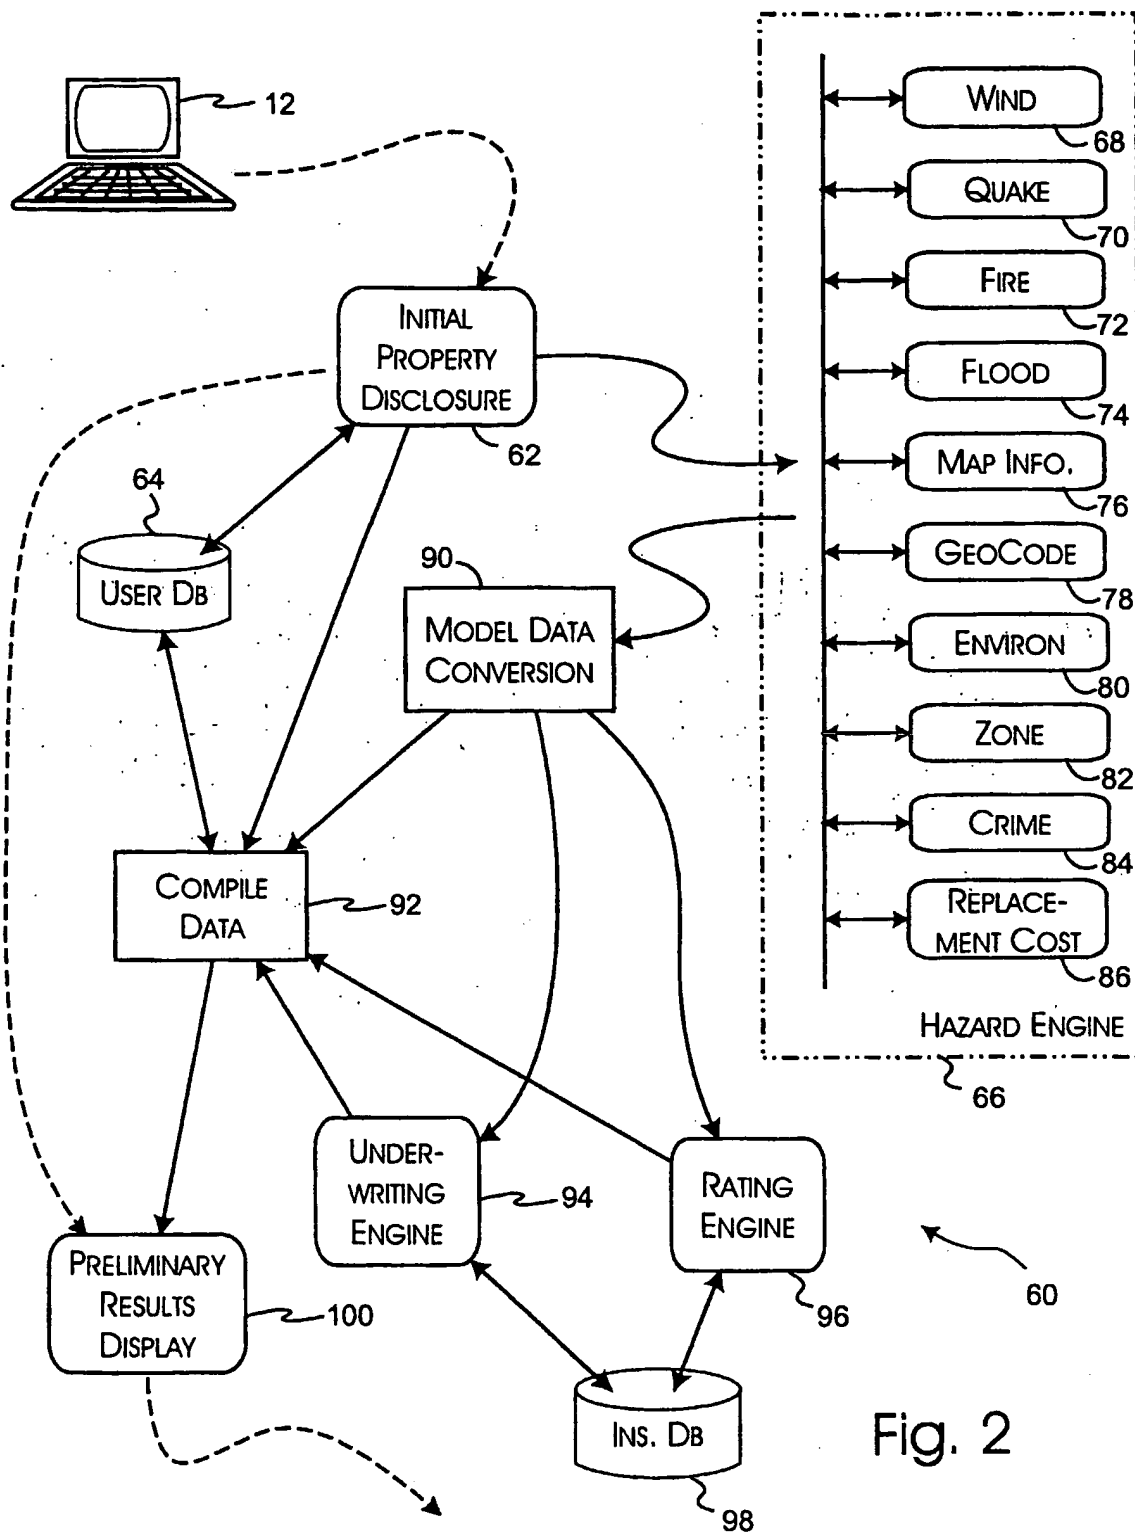 12
INITIAL
PROPERTY
DISCLOSURE
62
64
USER DB
90
MODEL DATA
CONVERSION
COMPILE
DATA
92
UNDER-
WRITING
ENGINE
94
RATING
ENGINE
96
PRELIMINARY
RESULTS
DISPLAY
100
INS. DB
98
60
WIND
68
QUAKE
70
FIRE
72
FLOOD
74
MAP INFO.
76
GEOCODE
78
ENVIRON
80
ZONE
82
CRIME
84
REPLACE-
MENT COST
86
HAZARD ENGINE
66
Fig. 2